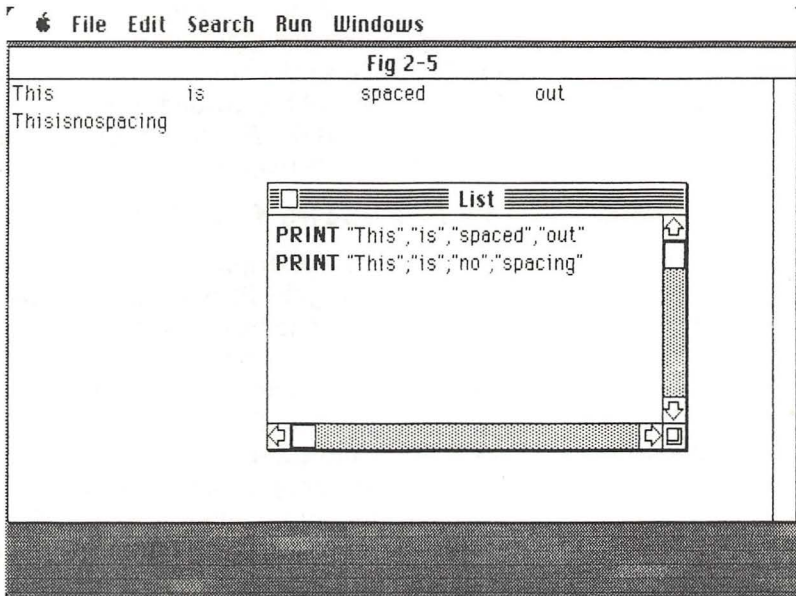 File Edit Search Run Windows
Fig 2-5
This is spaced out
Thisisnospacing
List
PRINT "This","is","spaced","out"
PRINT "This";"is";"no";"spacing"